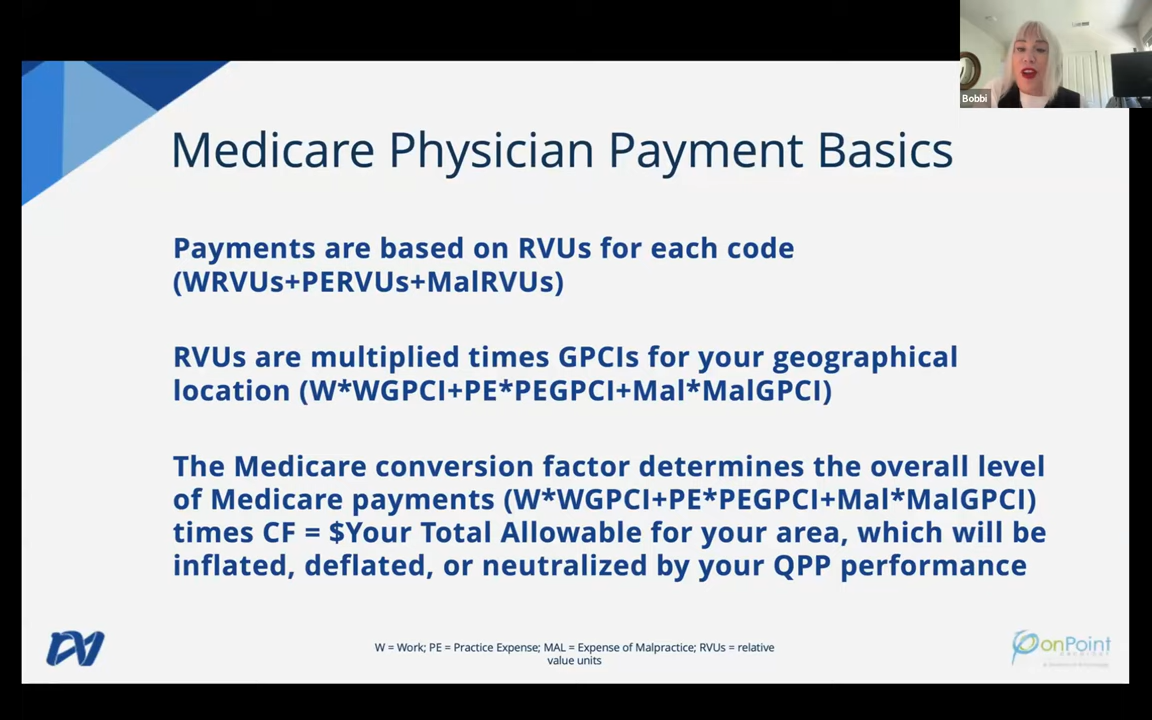 Bobbi
Medicare Physician Payment Basics
Payments are based on RVUs for each code
(WRVUs+PERVUs+MalRVUs)
RVUs are multiplied times GPCIs for your geographical
location (W*WGPCI+PE*PEGPCI+Mal*MalGPCI)
The Medicare conversion factor determines the overall level
of Medicare payments (W*WGPCI+PE*PEGPCI+Mal*MalGPCI)
times CF = $Your Total Allowable for your area, which will be
inflated, deflated, or neutralized by your QPP performance
W = Work; PE = Practice Expense; MAL = Expense of Malpractice; RVUs = relative
value units
onPoint